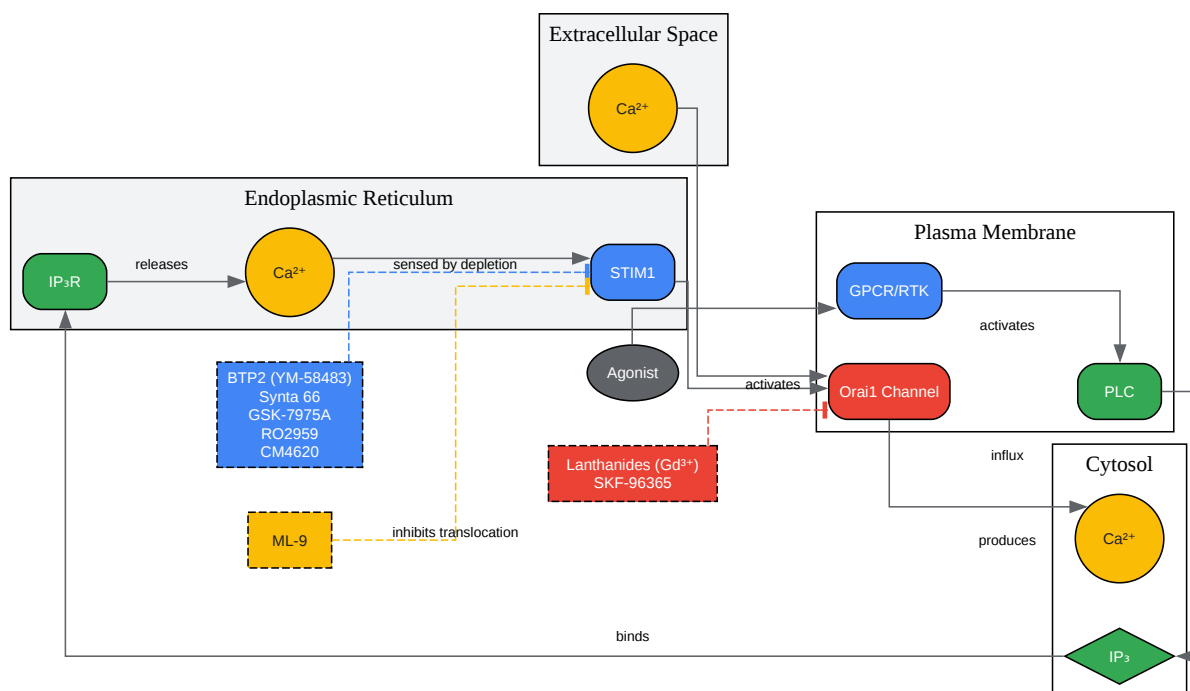 Extracellular Space
Ca²⁺
Endoplasmic Reticulum
IP₃R
releases
Ca²⁺
sensed by depletion
STIM1
Plasma Membrane
GPCR/RTK
activates
Agonist
activates
Orai1 Channel
PLC
BTP2 (YM-58483)
Synta 66
GSK-7975A
RO2959
CM4620
Lanthanides (Gd³⁺)
SKF-96365
influx
Cytosol
ML-9
inhibits translocation
produces
Ca²⁺
binds
IP₃